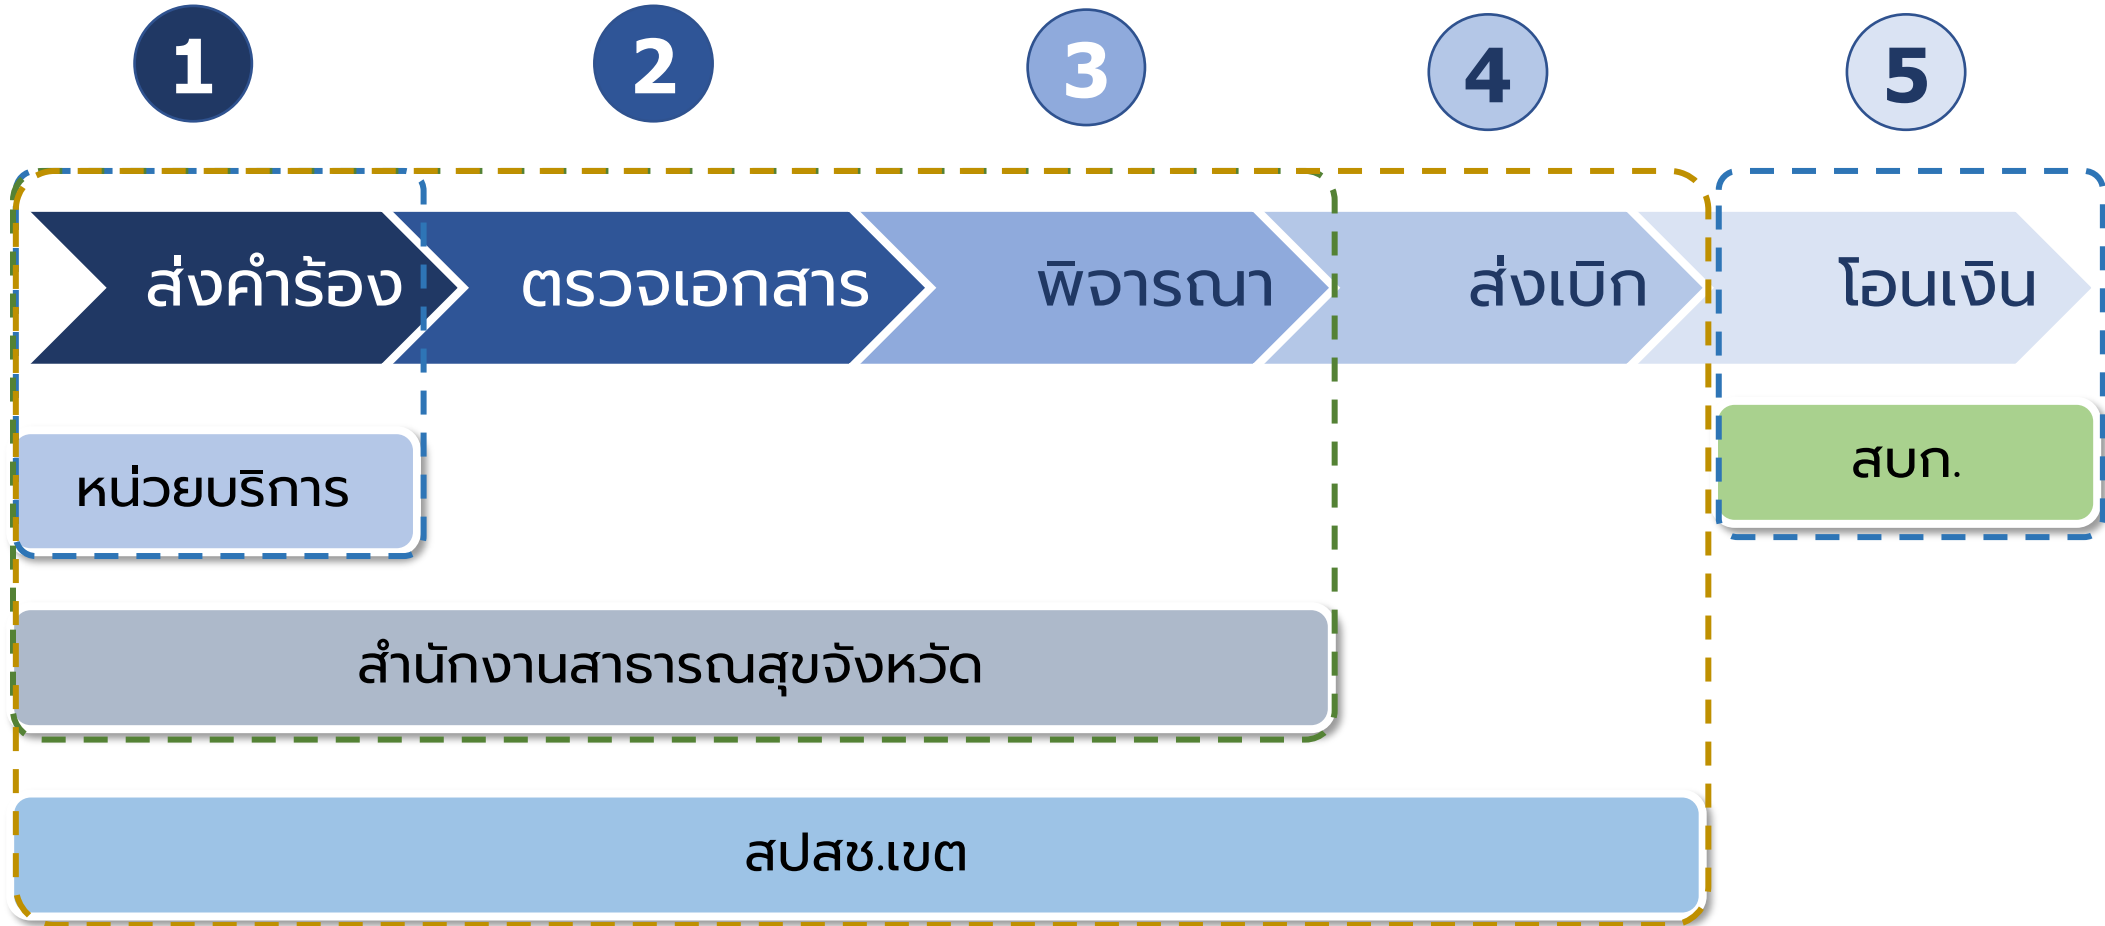 1
2
3
4
5
ส่งคำร้อง
ตรวจเอกสาร
พิจารณา
ส่งเบิก
โอนเงิน
หน่วยบริการ
สบก.
สำนักงานสาธารณสุขจังหวัด
สปสช.เขต